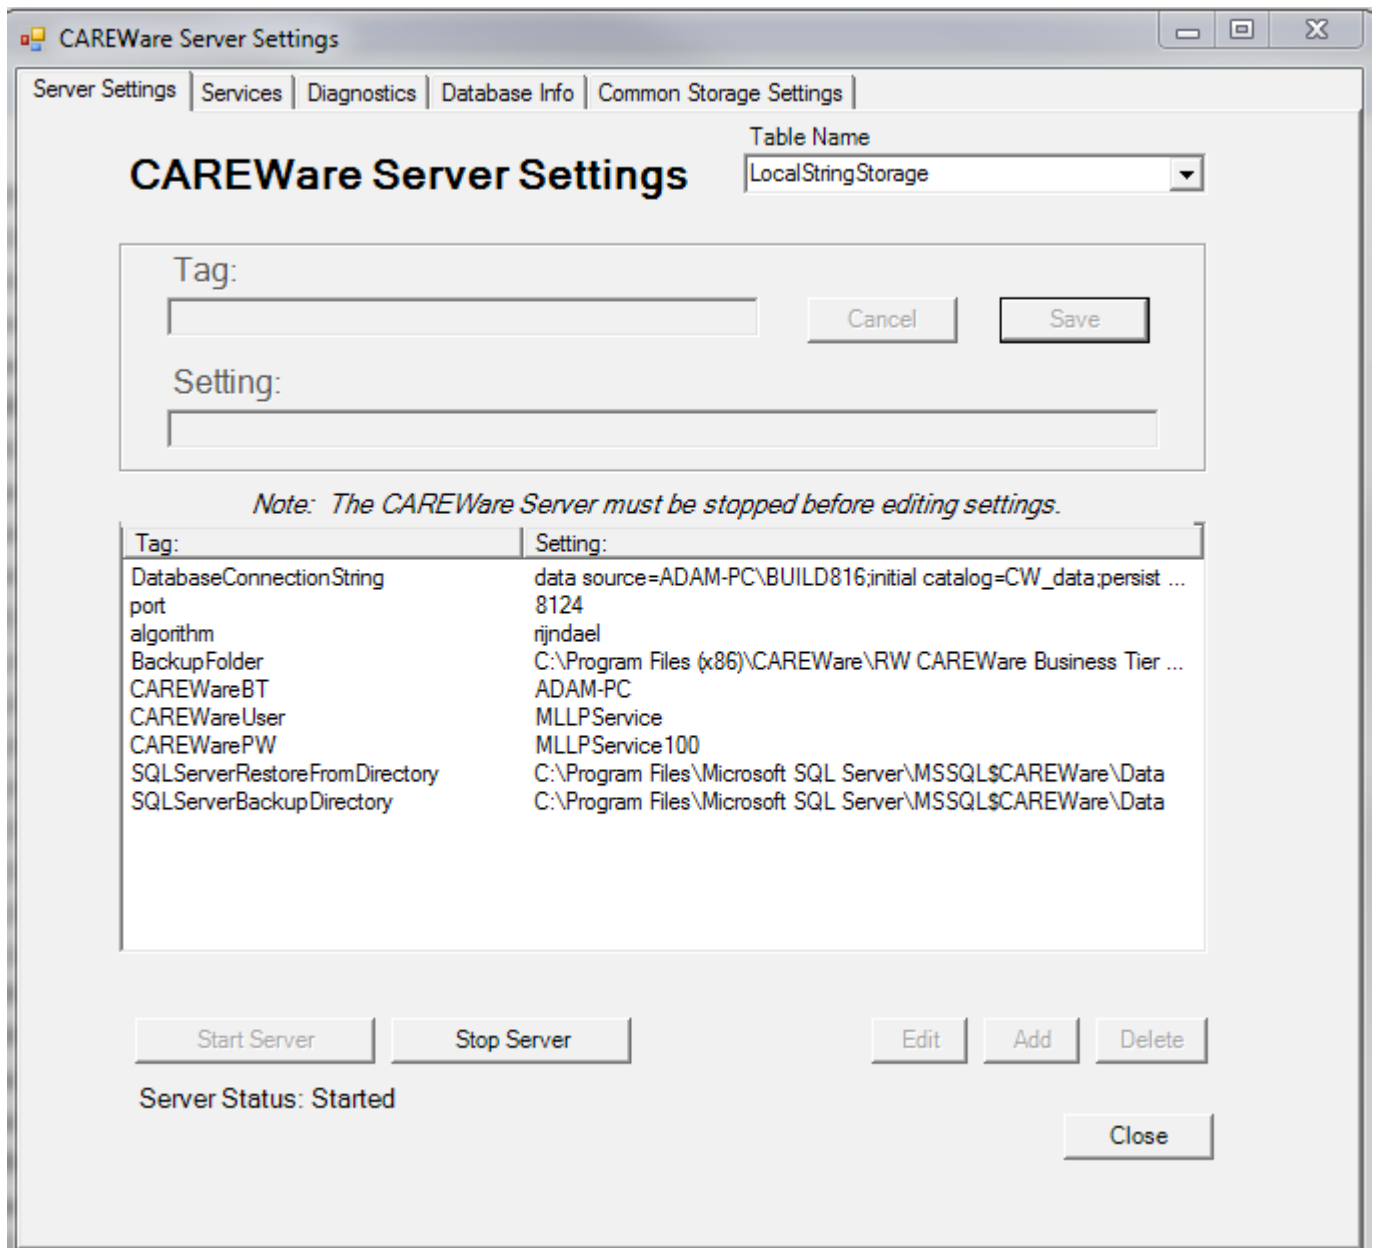 CAREWare Server Settings
Server Settings Services Diagnostics Database Info Common Storage Settings
Table Name
CAREWare Server Settings
LocalStringStorage
Tag:
Cancel Save
Setting:
Note: The CAREWare Server must be stopped before editing settings.
Tag: Setting:
DatabaseConnectionString data source=ADAM-PC\BUILD816;initial catalog=CW_data;persist ...
port 8124
algorithm rijndael
BackupFolder C:\Program Files (x86)\CAREWare\RW CAREWare Business Tier ...
CAREWareBT ADAM-PC
CAREWareUser MLLPService
CAREWarePW MLLPService100
SQLServerRestoreFromDirectory C:\Program Files\Microsoft SQL Server\MSSQL$CAREWare\Data
SQLServerBackupDirectory C:\Program Files\Microsoft SQL Server\MSSQL$CAREWare\Data
Start Server Stop Server Edit Add Delete
Server Status: Started
Close